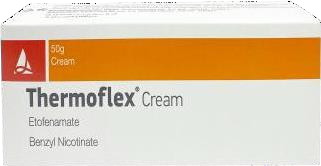 50g
Cream
Thermoflex® Cream
Etofenamate
Benzyl Nicotinate